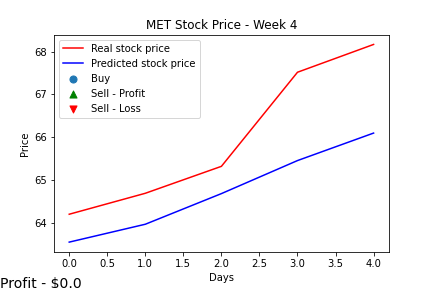 MET Stock Price - Week 4
Real stock price
Predicted stock price
Buy
Sell - Profit
Sell - Loss
68
67
66
65
64
Price
0.0 0.5 1.0 1.5 2.0 2.5 3.0 3.5 4.0
Days
Profit - $0.0